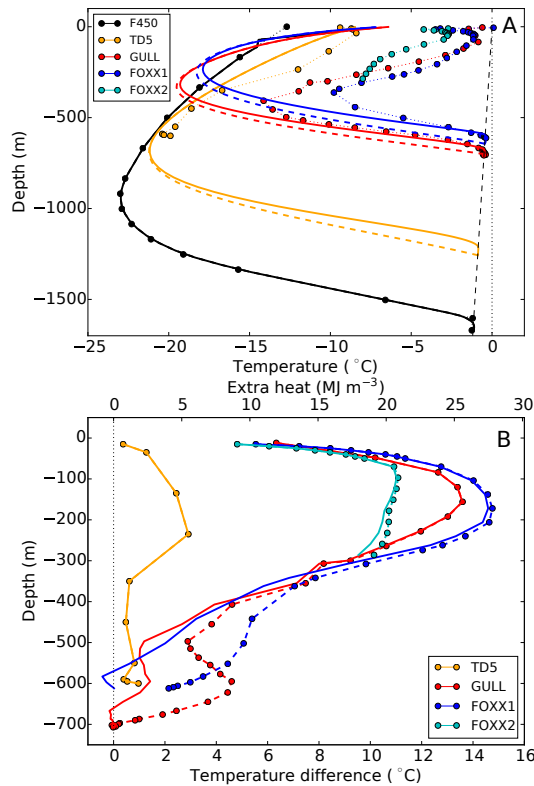 A
F450
TD5
GULL
FOXX1
FOXX2
0
−500
−1000
−1500
Depth (m)
−25 −20 −15 −10 −5 0
Temperature (°C)
Extra heat (MJ m⁻³)
0 5 10 15 20 25 30
B
0
−100
−200
−300
−400
−500
−600
−700
Depth (m)
TD5
GULL
FOXX1
FOXX2
0 2 4 6 8 10 12 14 16
Temperature difference (°C)